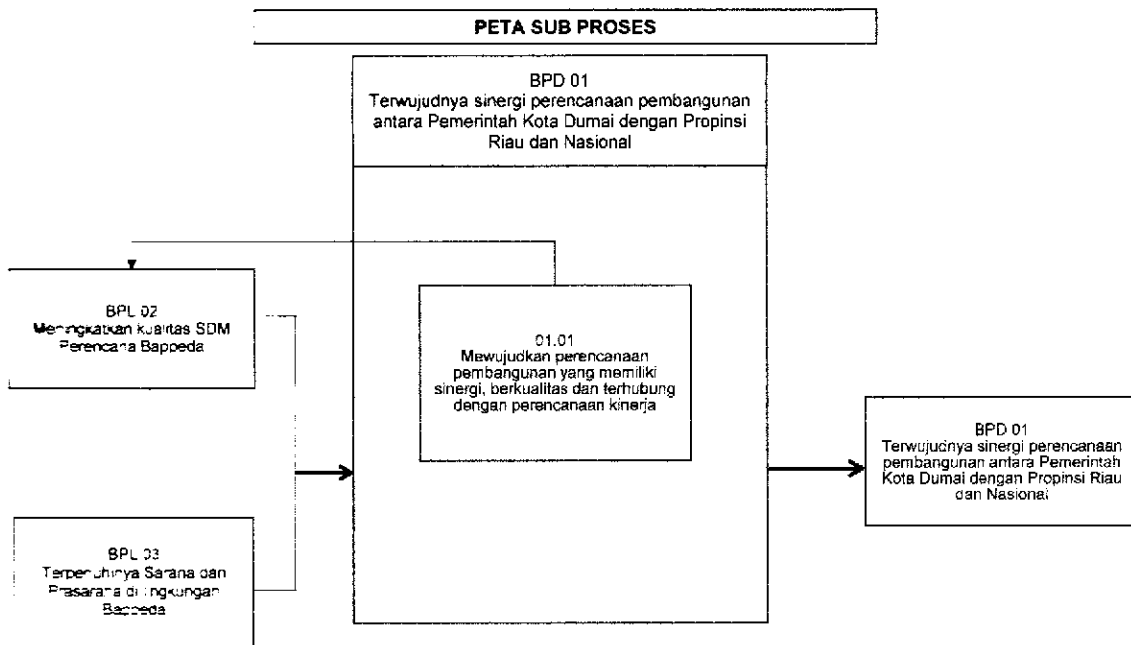 PETA SUB PROSES
BPD 01
Terwujudnya sinergi perencanaan pembangunan
antara Pemerintah Kota Dumai dengan Propinsi
Riau dan Nasional
BPL 02
Meningkatkan kualitas SDM
Perencana Bappeda
01.01
Mewujudkan perencanaan
pembangunan yang memiliki
sinergi, berkualitas dan terhubung
dengan perencanaan kinerja
BPD 01
Terwujudnya sinergi perencanaan
pembangunan antara Pemerintah
Kota Dumai dengan Propinsi Riau
dan Nasional
BPL 03
Terpenuhinya Sarana dan
Prasarana di lingkungan
Bappeda